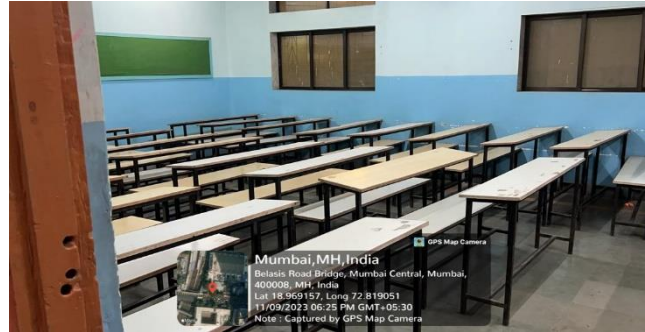 GPS Map Camera
Mumbai,MH,India
Belasis Road Bridge, Mumbai Central, Mumbai,
400008, MH, India
Lat 18.969157, Long 72.819051
11/09/2023 06:25 PM GMT+05:30
Note : Captured by GPS Map Camera